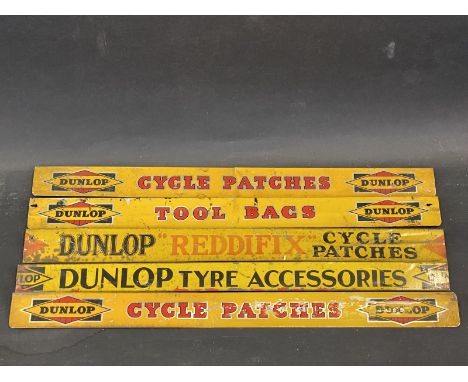 DUNLOP CYCLE PATCHES DUNLOP
DUNLOP TOOL BAGS DUNLOP
DUNLOP "REDDIFIX" CYCLE PATCHES
LOP DUNLOP TYRE ACCESSORIES
DUNLOP CYCLE PATCHES DUNLOP